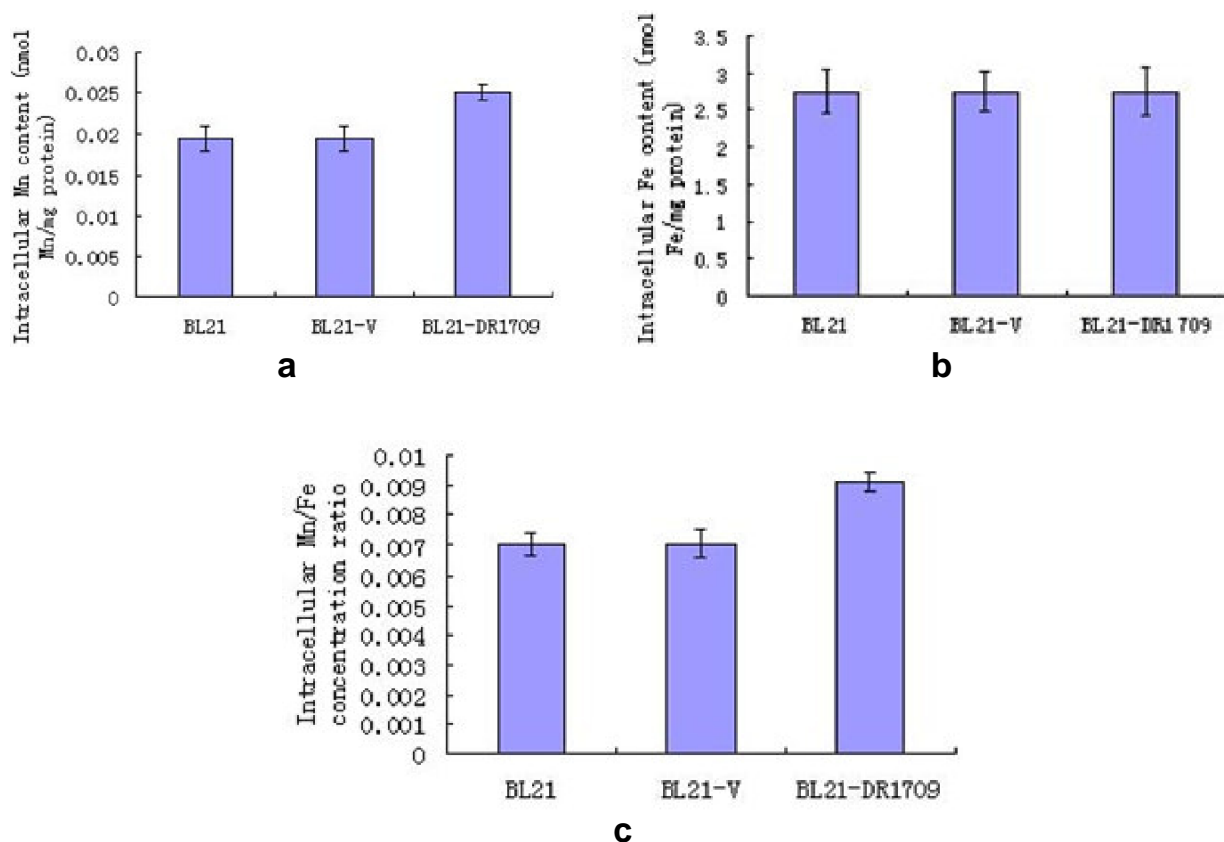 Intracellular Mn content (nmol
Mn/mg protein)
0.03
0.025
0.02
0.015
0.01
0.005
0
BL21 BL21-V BL21-DR1709
a
Intracellular Fe content (nmol
Fe/mg protein)
3.5
3
2.5
2
1.5
1
0.5
0
BL21 BL21-V BL21-DR1709
b
Intracellular Mn/Fe
concentration ratio
0.01
0.009
0.008
0.007
0.006
0.005
0.004
0.003
0.002
0.001
0
BL21 BL21-V BL21-DR1709
c